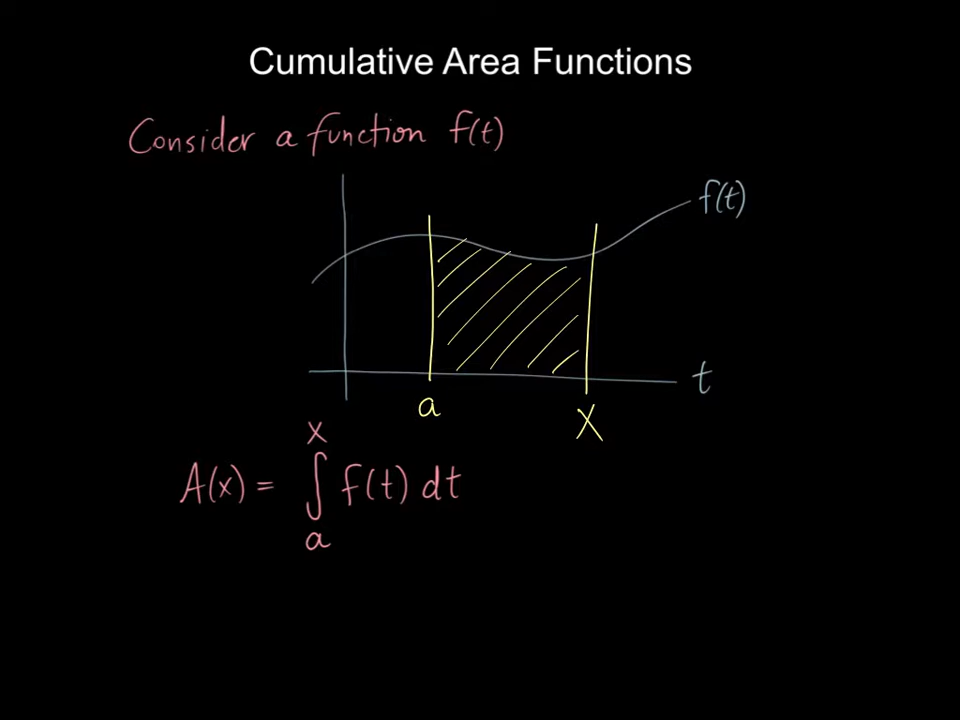 Cumulative Area Functions
Consider a function f(t)
f(t)
t
a
X
A(x) = ∫ₐˣ f(t) dt